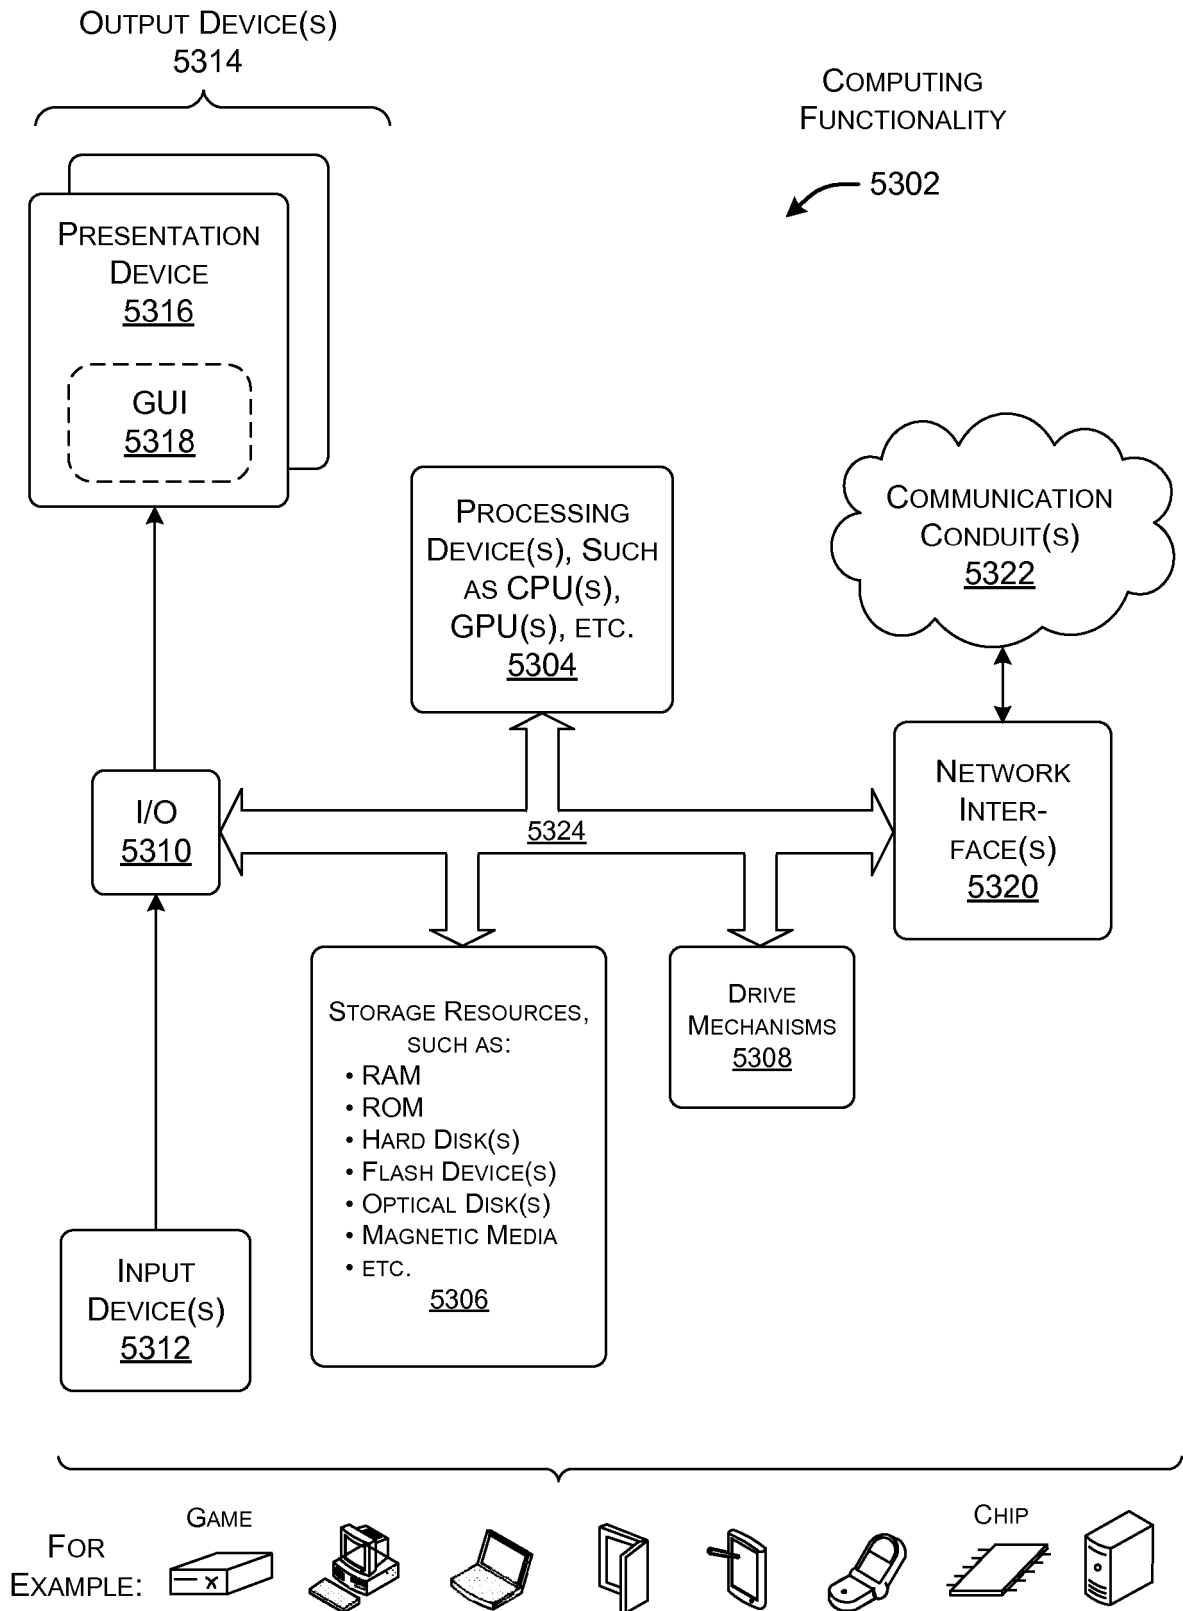 OUTPUT DEVICE(S)
5314
COMPUTING
FUNCTIONALITY
5302
PRESENTATION
DEVICE
5316
GUI
5318
PROCESSING
DEVICE(S), SUCH
AS CPU(S),
GPU(S), ETC.
5304
COMMUNICATION
CONDUIT(S)
5322
I/O
5310
5324
NETWORK
INTER-
FACE(S)
5320
STORAGE RESOURCES,
SUCH AS:
• RAM
• ROM
• HARD DISK(S)
• FLASH DEVICE(S)
• OPTICAL DISK(S)
• MAGNETIC MEDIA
• ETC.
5306
DRIVE
MECHANISMS
5308
INPUT
DEVICE(S)
5312
FOR
EXAMPLE:
GAME
CHIP